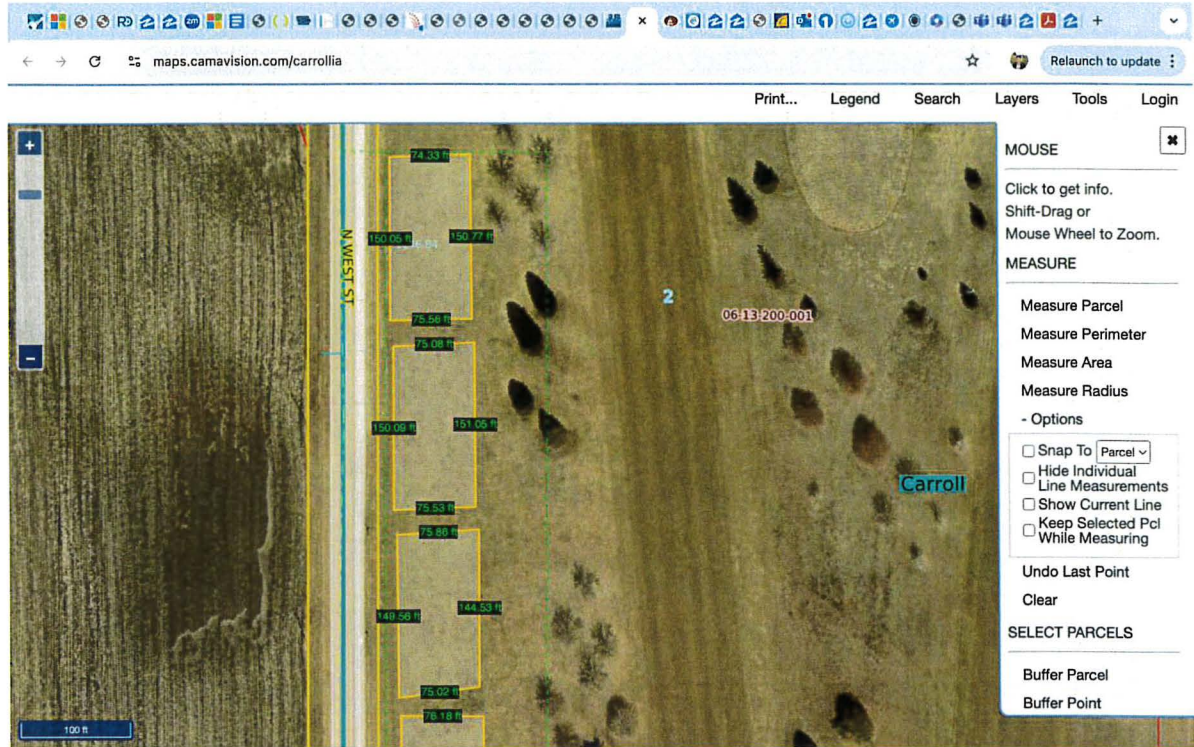 maps.camavision.com/carrollia
Relaunch to update
Print...
Legend
Search
Layers
Tools
Login
MOUSE
Click to get info.
Shift-Drag or
Mouse Wheel to Zoom.
MEASURE
Measure Parcel
Measure Perimeter
Measure Area
Measure Radius
- Options
Snap To Parcel
Hide Individual
Line Measurements
Show Current Line
Keep Selected Pcl
While Measuring
Undo Last Point
Clear
SELECT PARCELS
Buffer Parcel
Buffer Point
74.33 ft
150.05 ft
150.77 ft
N WEST ST
75.56 ft
75.08 ft
2
06-13-200-001
150.09 ft
151.05 ft
Carroll
75.53 ft
75.86 ft
149.56 ft
144.53 ft
75.02 ft
76.18 ft
100 ft